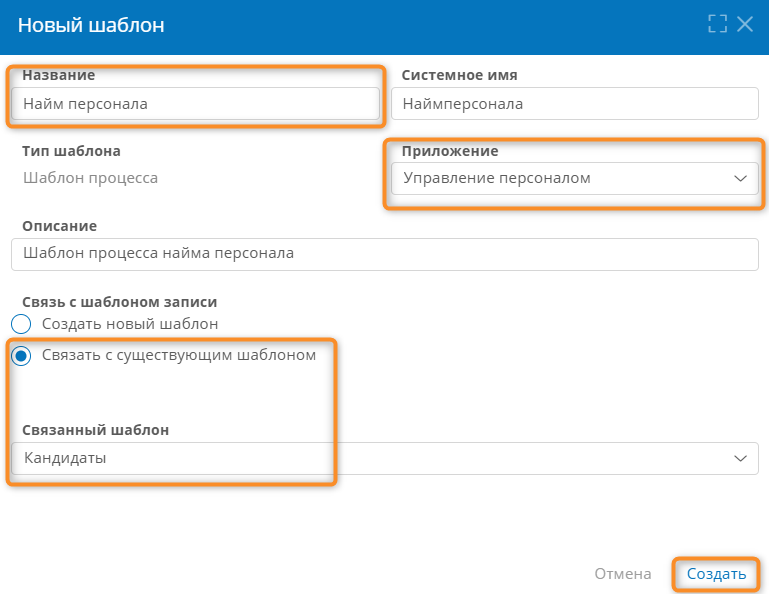 Новый шаблон
Название
Системное имя
Найм персонала
Наймперсонала
Тип шаблона
Приложение
Шаблон процесса
Управление персоналом
Описание
Шаблон процесса найма персонала
Связь с шаблоном записи
Создать новый шаблон
Связать с существующим шаблоном
Связанный шаблон
Кандидаты
Отмена
Создать